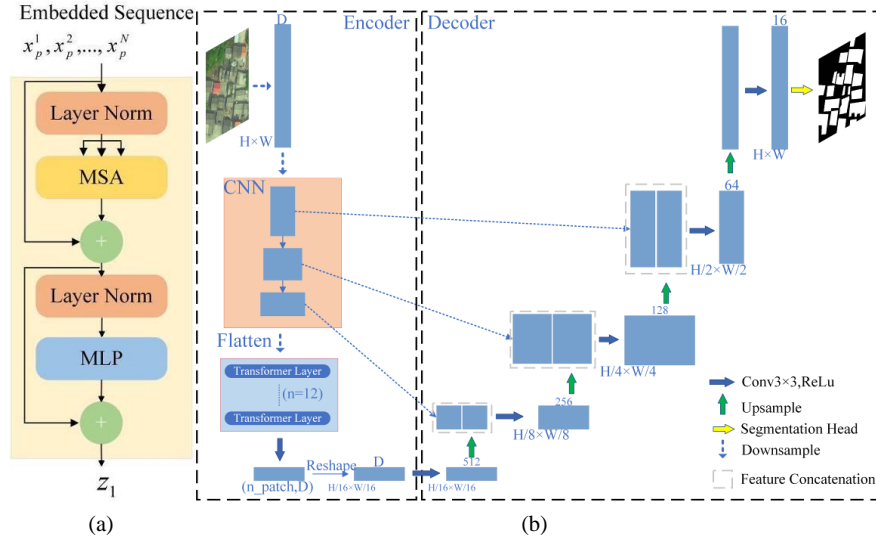 Embedded Sequence
x_p^1, x_p^2,..., x_p^N
Layer Norm
MSA
+
Layer Norm
MLP
+
z_1
(a)
D
Encoder
H×W
CNN
Flatten
Transformer Layer
(n=12)
Transformer Layer
(n_patch,D)
Reshape
D
H/16×W/16
Decoder
16
H×W
64
H/2×W/2
128
H/4×W/4
256
H/8×W/8
512
H/16×W/16
Conv3×3,ReLu
Upsample
Segmentation Head
Downsample
Feature Concatenation
(b)